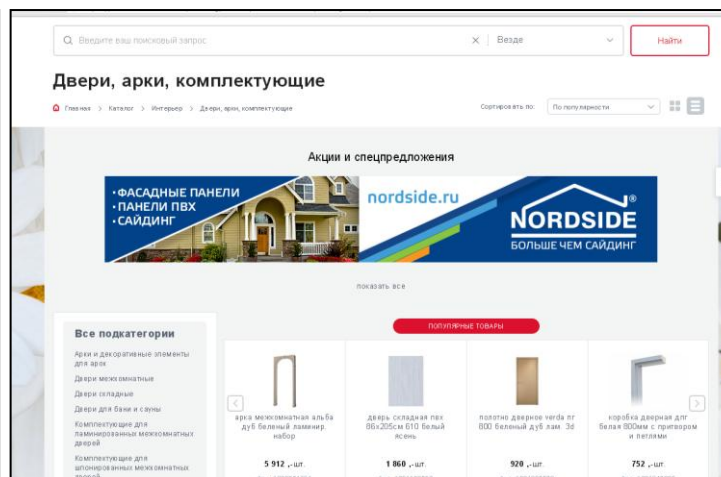 Введите ваш поисковый запрос
Везде
Найти
Двери, арки, комплектующие
Главная > Каталог > Интерьер > Двери, арки, комплектующие
Сортировать по:
По популярности
Акции и спецпредложения
•ФАСАДНЫЕ ПАНЕЛИ
•ПАНЕЛИ ПВХ
•САЙДИНГ
nordside.ru
NORDSIDE®
БОЛЬШЕ ЧЕМ САЙДИНГ
показать все
Все подкатегории
Арки и декоративные элементы
для арок
Двери межкомнатные
Двери складные
Двери для бани и сауны
Комплектующие для
ламинированных межкомнатных
дверей
Комплектующие для
шпонированных межкомнатных
ПОПУЛЯРНЫЕ ТОВАРЫ
арка межкомнатная альба
дуб беленый ламинир.
набор
5 912 ,-шт.
дверь складная пвх
86х205см 610 белый
ясень
1 860 ,-шт.
полотно дверное verda пг
800 беленый дуб лам. 3d
920 ,-шт.
коробка дверная длг
белая 800мм с притвором
и петлями
752 ,-шт.